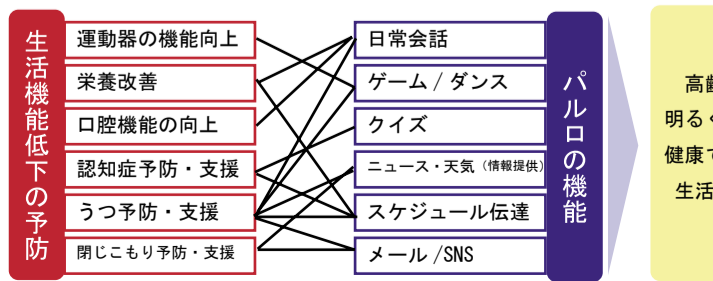 生活機能低下の予防
運動器の機能向上
栄養改善
口腔機能の向上
認知症予防・支援
うつ予防・支援
閉じこもり予防・支援
日常会話
ゲーム / ダンス
クイズ
ニュース・天気（情報提供）
スケジュール伝達
メール /SNS
パルロの機能
高齢
明るく
健康で
生活